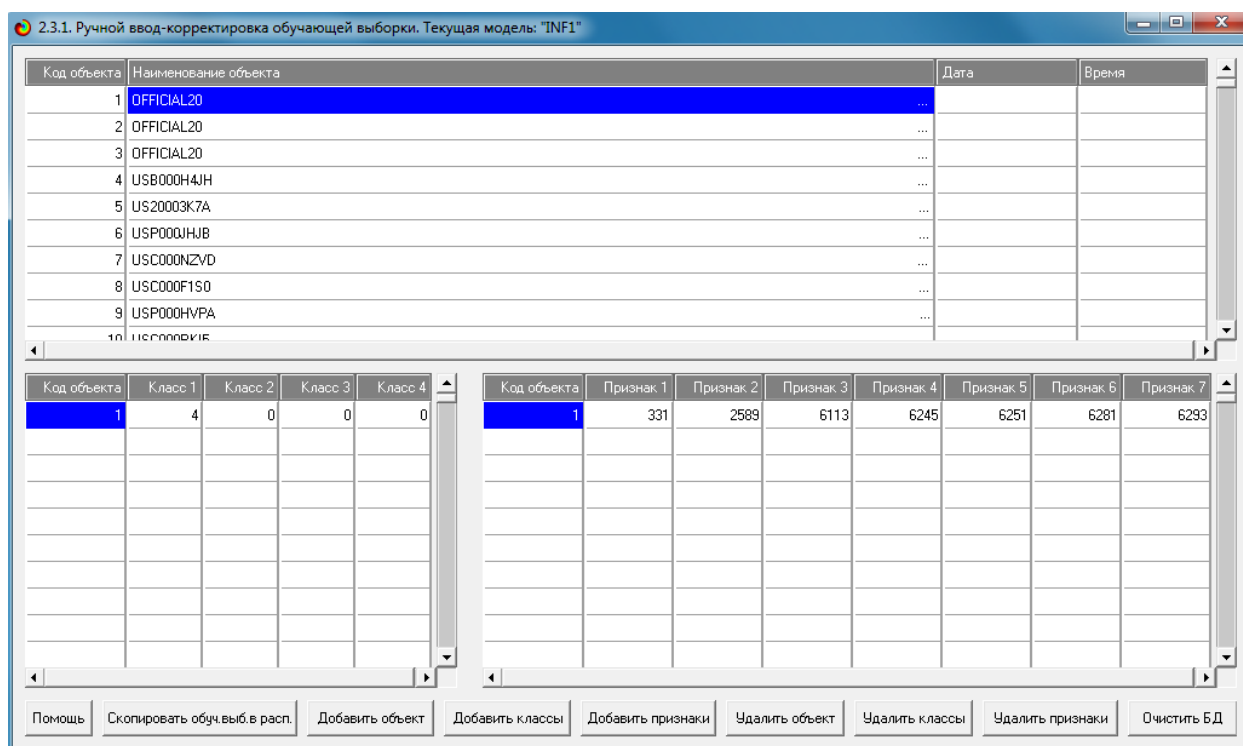 2.3.1. Ручной ввод-корректировка обучающей выборки. Текущая модель: "INF1"
Код объекта Наименование объекта Дата Время
1 OFFICIAL20 ...
2 OFFICIAL20 ...
3 OFFICIAL20 ...
4 USB000H4JH ...
5 US20003K7A ...
6 USP000JHJB ...
7 USC000NZVD ...
8 USC000F1S0 ...
9 USP000HVPA ...
10
Код объекта Класс 1 Класс 2 Класс 3 Класс 4
1 4 0 0 0
Код объекта Признак 1 Признак 2 Признак 3 Признак 4 Признак 5 Признак 6 Признак 7
1 331 2589 6113 6245 6251 6281 6293
Помощь Скопировать обуч.выб.в расп. Добавить объект Добавить классы Добавить признаки Удалить объект Удалить классы Удалить признаки Очистить БД